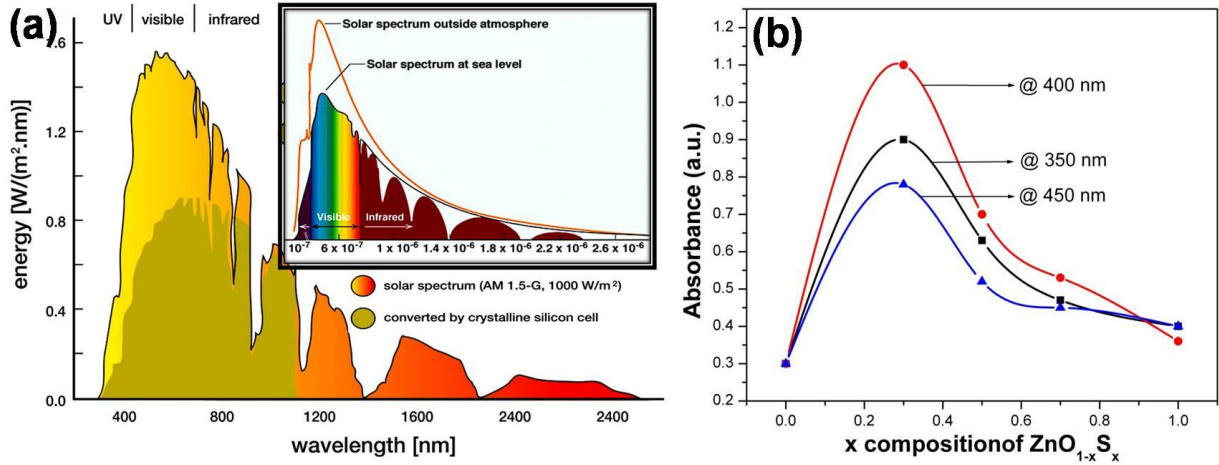 (a)
UV visible infrared
1.6
1.2
0.8
0.4
0.0
energy [W/(m².nm)]
400 800 1200 1600 2400 2400
wavelength [nm]
Solar spectrum outside atmosphere
Solar spectrum at sea level
Visible Infrared
10⁻⁷ 6 x 10⁻⁷ 1 x 10⁻⁶ 1.4 x 10⁻⁶ 1.8 x 10⁻⁶ 2.2 x 10⁻⁶ 2.6 x 10⁻⁶
solar spectrum (AM 1.5-G, 1000 W/m²)
converted by crystalline silicon cell
(b)
1.2
1.1
1.0
0.9
0.8
0.7
0.6
0.5
0.4
0.3
0.2
Absorbance (a.u.)
@ 400 nm
@ 350 nm
@ 450 nm
0.0 0.2 0.4 0.6 0.8 1.0
x compositionof ZnO₁₋ₓSₓ